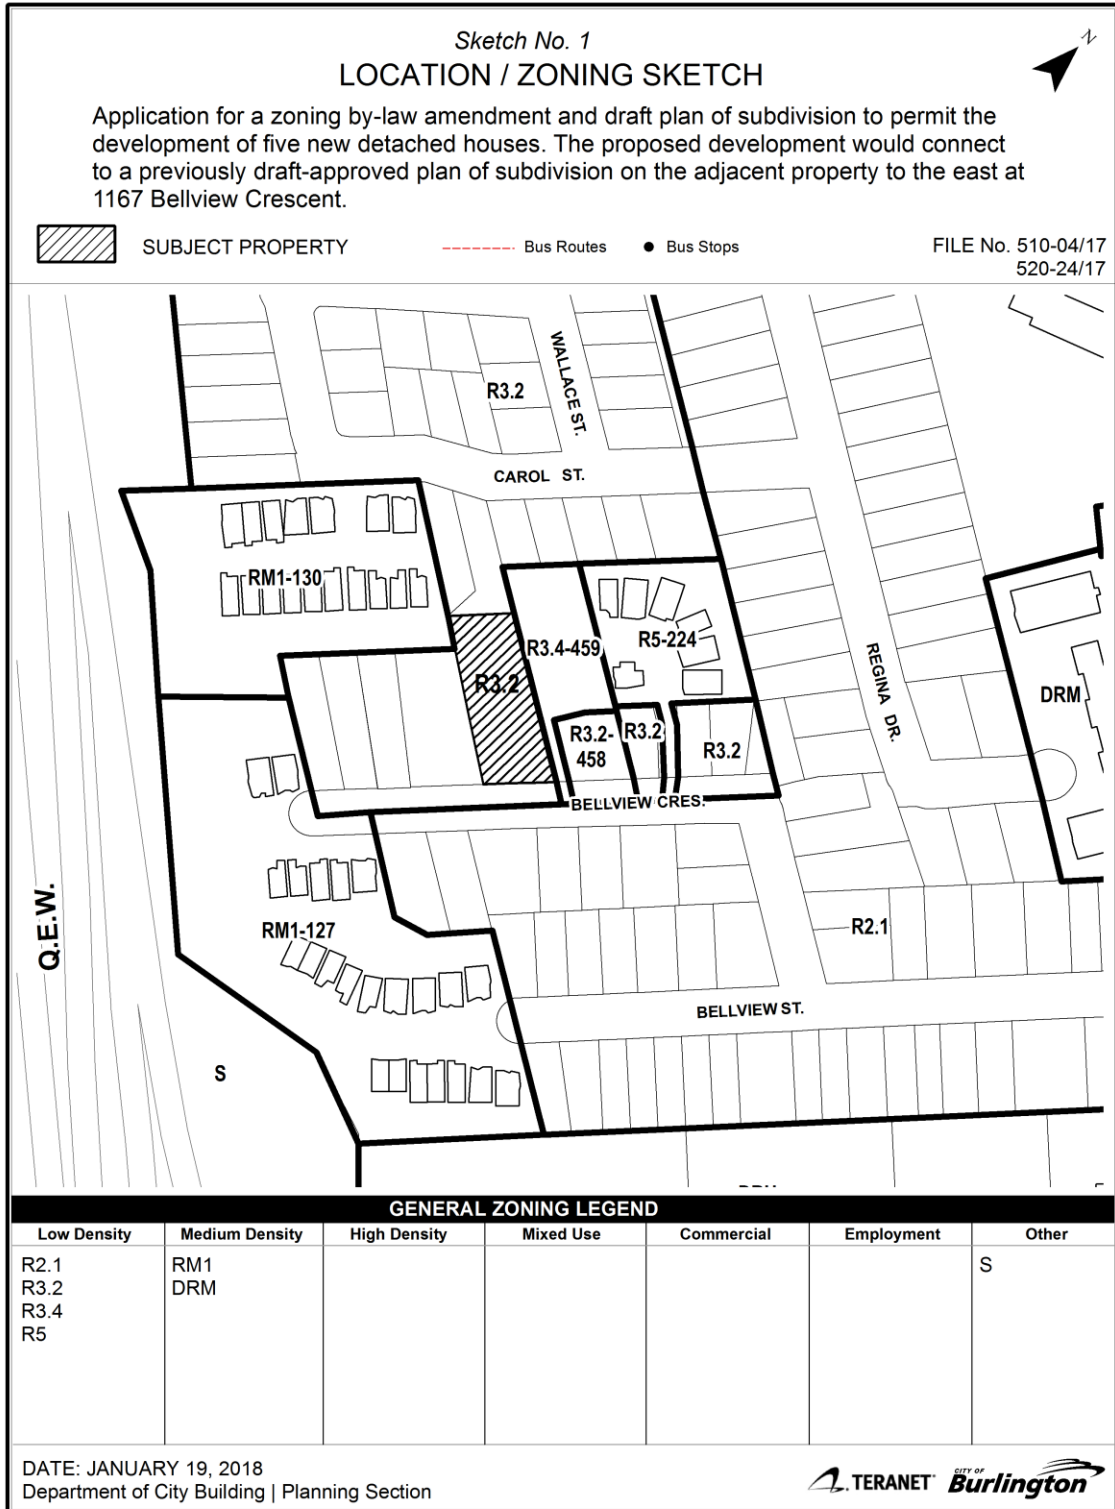 Sketch No. 1
LOCATION / ZONING SKETCH
N
Application for a zoning by-law amendment and draft plan of subdivision to permit the
development of five new detached houses. The proposed development would connect
to a previously draft-approved plan of subdivision on the adjacent property to the east at
1167 Bellview Crescent.
SUBJECT PROPERTY
Bus Routes
Bus Stops
FILE No. 510-04/17
520-24/17
WALLACE ST.
R3.2
CAROL ST.
RM1-130
R3.4-459
R5-224
R3.2
REGINA DR.
DRM
R3.2-
458
R3.2
R3.2
BELLVIEW CRES.
Q.E.W.
RM1-127
R2.1
BELLVIEW ST.
S
GENERAL ZONING LEGEND
Low Density
Medium Density
High Density
Mixed Use
Commercial
Employment
Other
R2.1
RM1
S
R3.2
DRM
R3.4
R5
DATE: JANUARY 19, 2018
Department of City Building | Planning Section
TERANET
CITY OF
Burlington